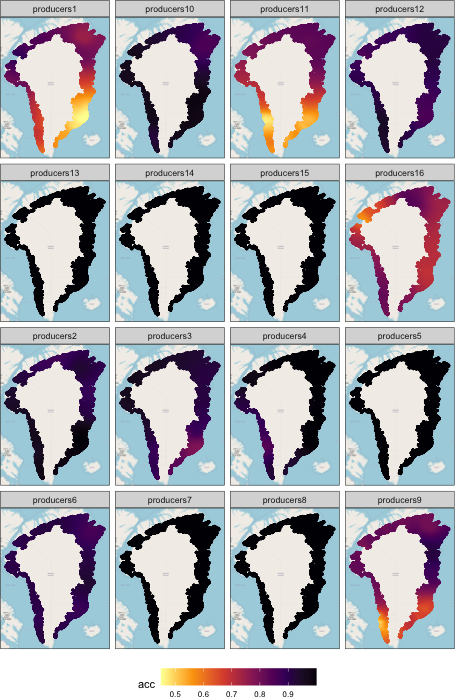 producers1 producers10 producers11 producers12
producers13 producers14 producers15 producers16
producers2 producers3 producers4 producers5
producers6 producers7 producers8 producers9
acc
0.5 0.6 0.7 0.8 0.9